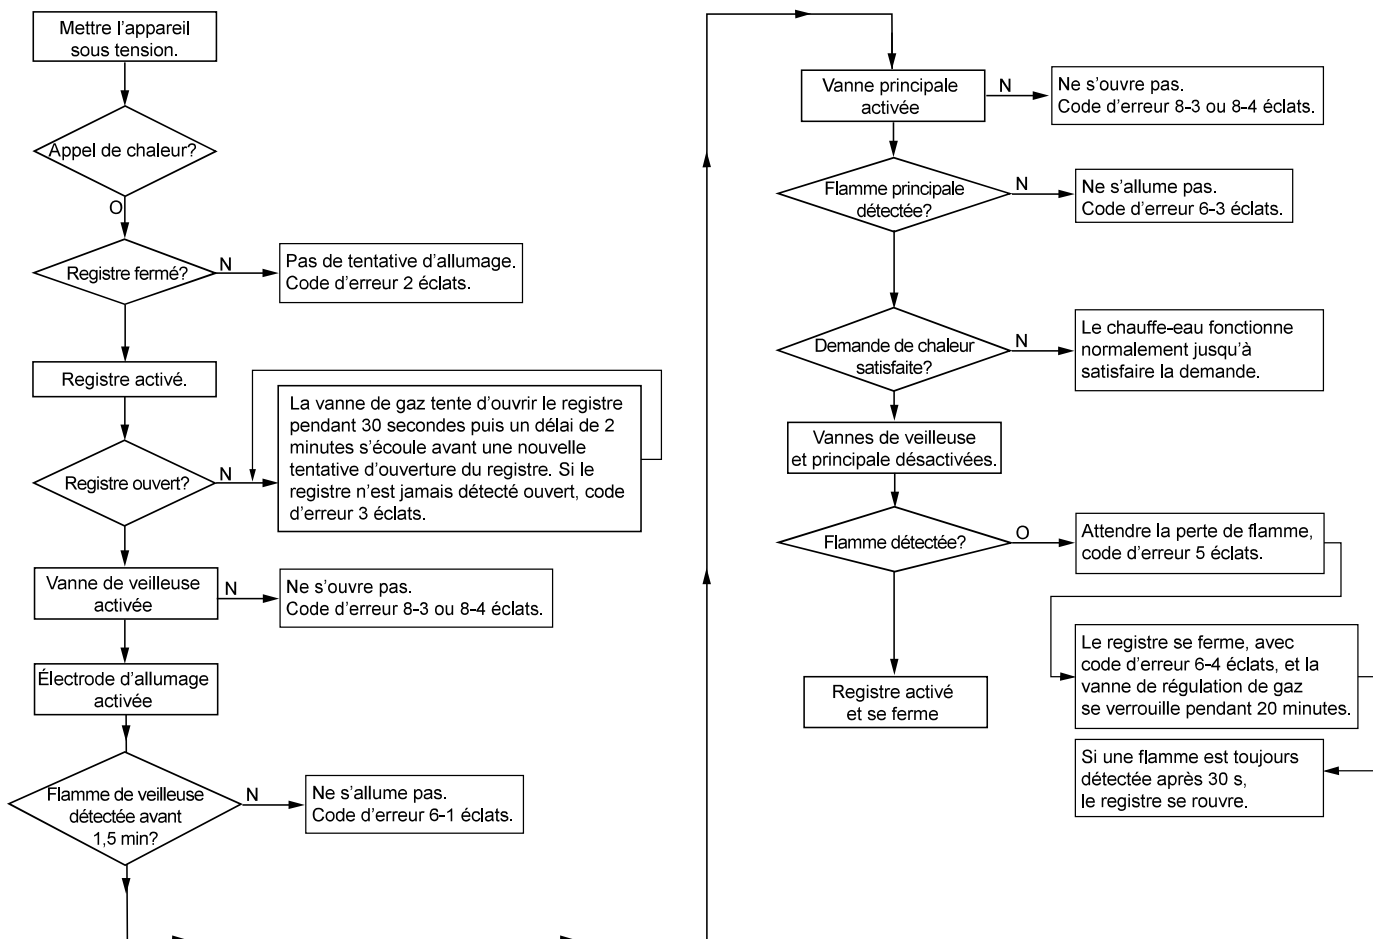 Mettre l'appareil
sous tension.
Appel de chaleur?
O
Registre fermé?
N
Pas de tentative d'allumage.
Code d'erreur 2 éclats.
Registre activé.
Registre ouvert?
N
La vanne de gaz tente d'ouvrir le registre
pendant 30 secondes puis un délai de 2
minutes s'écoule avant une nouvelle
tentative d'ouverture du registre. Si le
registre n'est jamais détecté ouvert, code
d'erreur 3 éclats.
Vanne de veilleuse
activée
N
Ne s'ouvre pas.
Code d'erreur 8-3 ou 8-4 éclats.
Électrode d'allumage
activée
Flamme de veilleuse
détectée avant
1,5 min?
N
Ne s'allume pas.
Code d'erreur 6-1 éclats.
Vanne principale
activée
N
Ne s'ouvre pas.
Code d'erreur 8-3 ou 8-4 éclats.
Flamme principale
détectée?
N
Ne s'allume pas.
Code d'erreur 6-3 éclats.
Demande de chaleur
satisfaite?
N
Le chauffe-eau fonctionne
normalement jusqu'à
satisfaire la demande.
Vannes de veilleuse
et principale désactivées.
Flamme détectée?
O
Attendre la perte de flamme,
code d'erreur 5 éclats.
Le registre se ferme, avec
code d'erreur 6-4 éclats, et la
vanne de régulation de gaz
se verrouille pendant 20 minutes.
Registre activé
et se ferme
Si une flamme est toujours
détectée après 30 s,
le registre se rouvre.